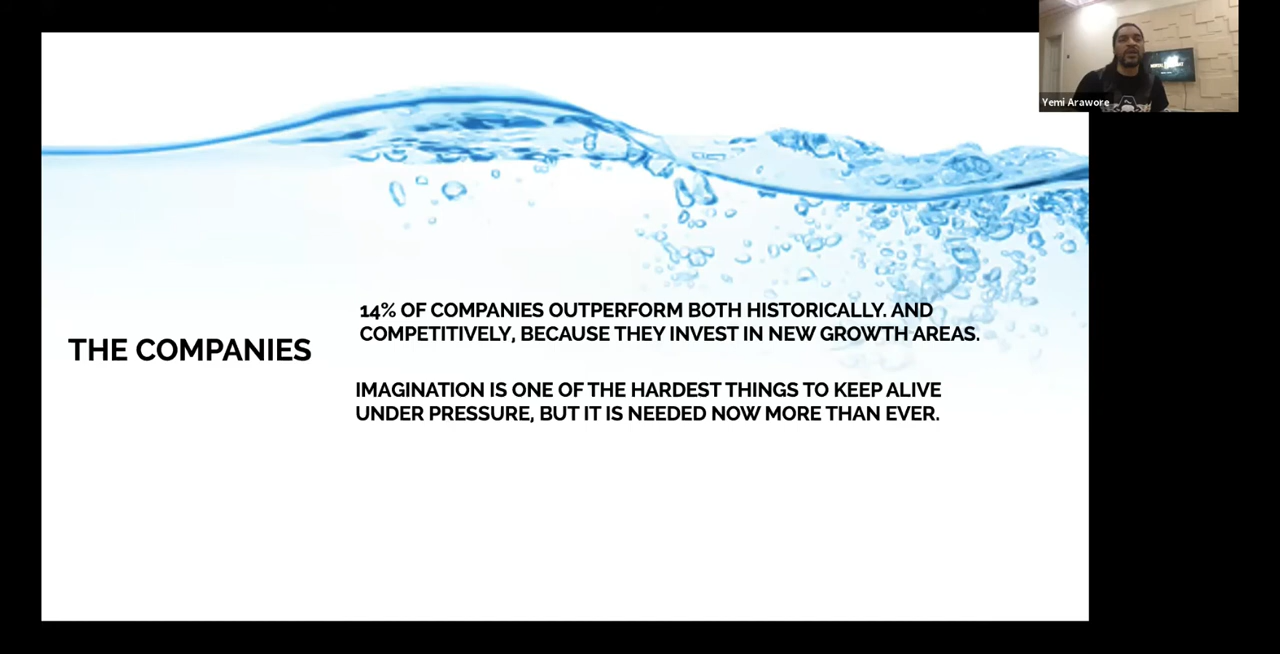 Yemi Arawore
THE COMPANIES
14% OF COMPANIES OUTPERFORM BOTH HISTORICALLY. AND
COMPETITIVELY, BECAUSE THEY INVEST IN NEW GROWTH AREAS.
IMAGINATION IS ONE OF THE HARDEST THINGS TO KEEP ALIVE
UNDER PRESSURE, BUT IT IS NEEDED NOW MORE THAN EVER.